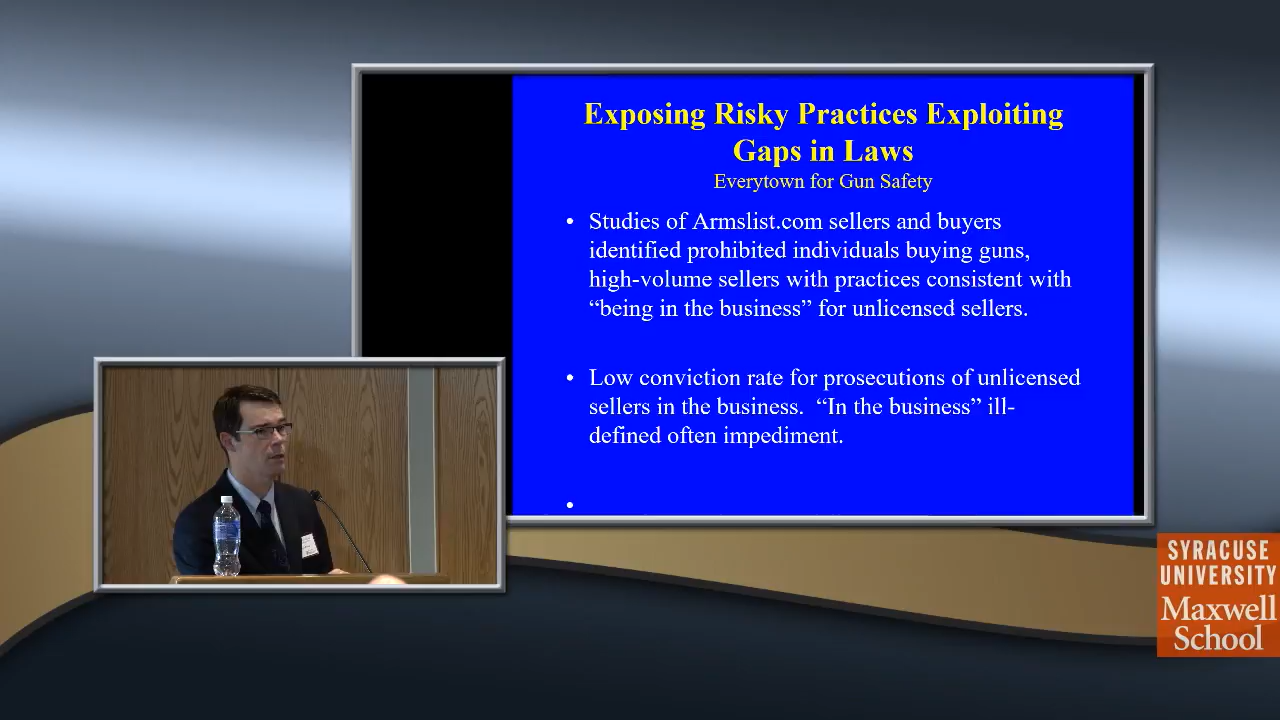 Exposing Risky Practices Exploiting
Gaps in Laws
Everytown for Gun Safety
• Studies of Armslist.com sellers and buyers
identified prohibited individuals buying guns,
high-volume sellers with practices consistent with
“being in the business” for unlicensed sellers.
• Low conviction rate for prosecutions of unlicensed
sellers in the business.  “In the business” ill-
defined often impediment.
•
SYRACUSE
UNIVERSITY
Maxwell
School